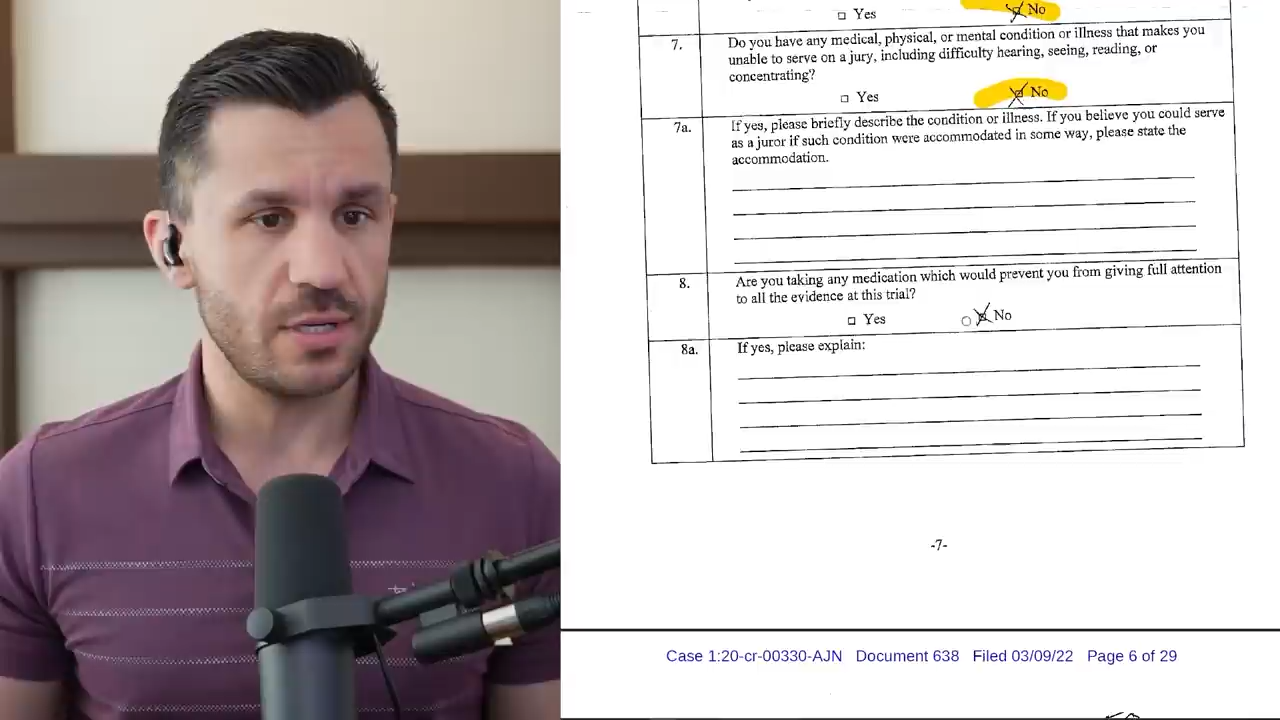 □ Yes No
7. Do you have any medical, physical, or mental condition or illness that makes you
unable to serve on a jury, including difficulty hearing, seeing, reading, or
concentrating?
□ Yes No
7a. If yes, please briefly describe the condition or illness. If you believe you could serve
as a juror if such condition were accommodated in some way, please state the
accommodation.
8. Are you taking any medication which would prevent you from giving full attention
to all the evidence at this trial?
□ Yes No
8a. If yes, please explain:
-7-
Case 1:20-cr-00330-AJN Document 638 Filed 03/09/22 Page 6 of 29